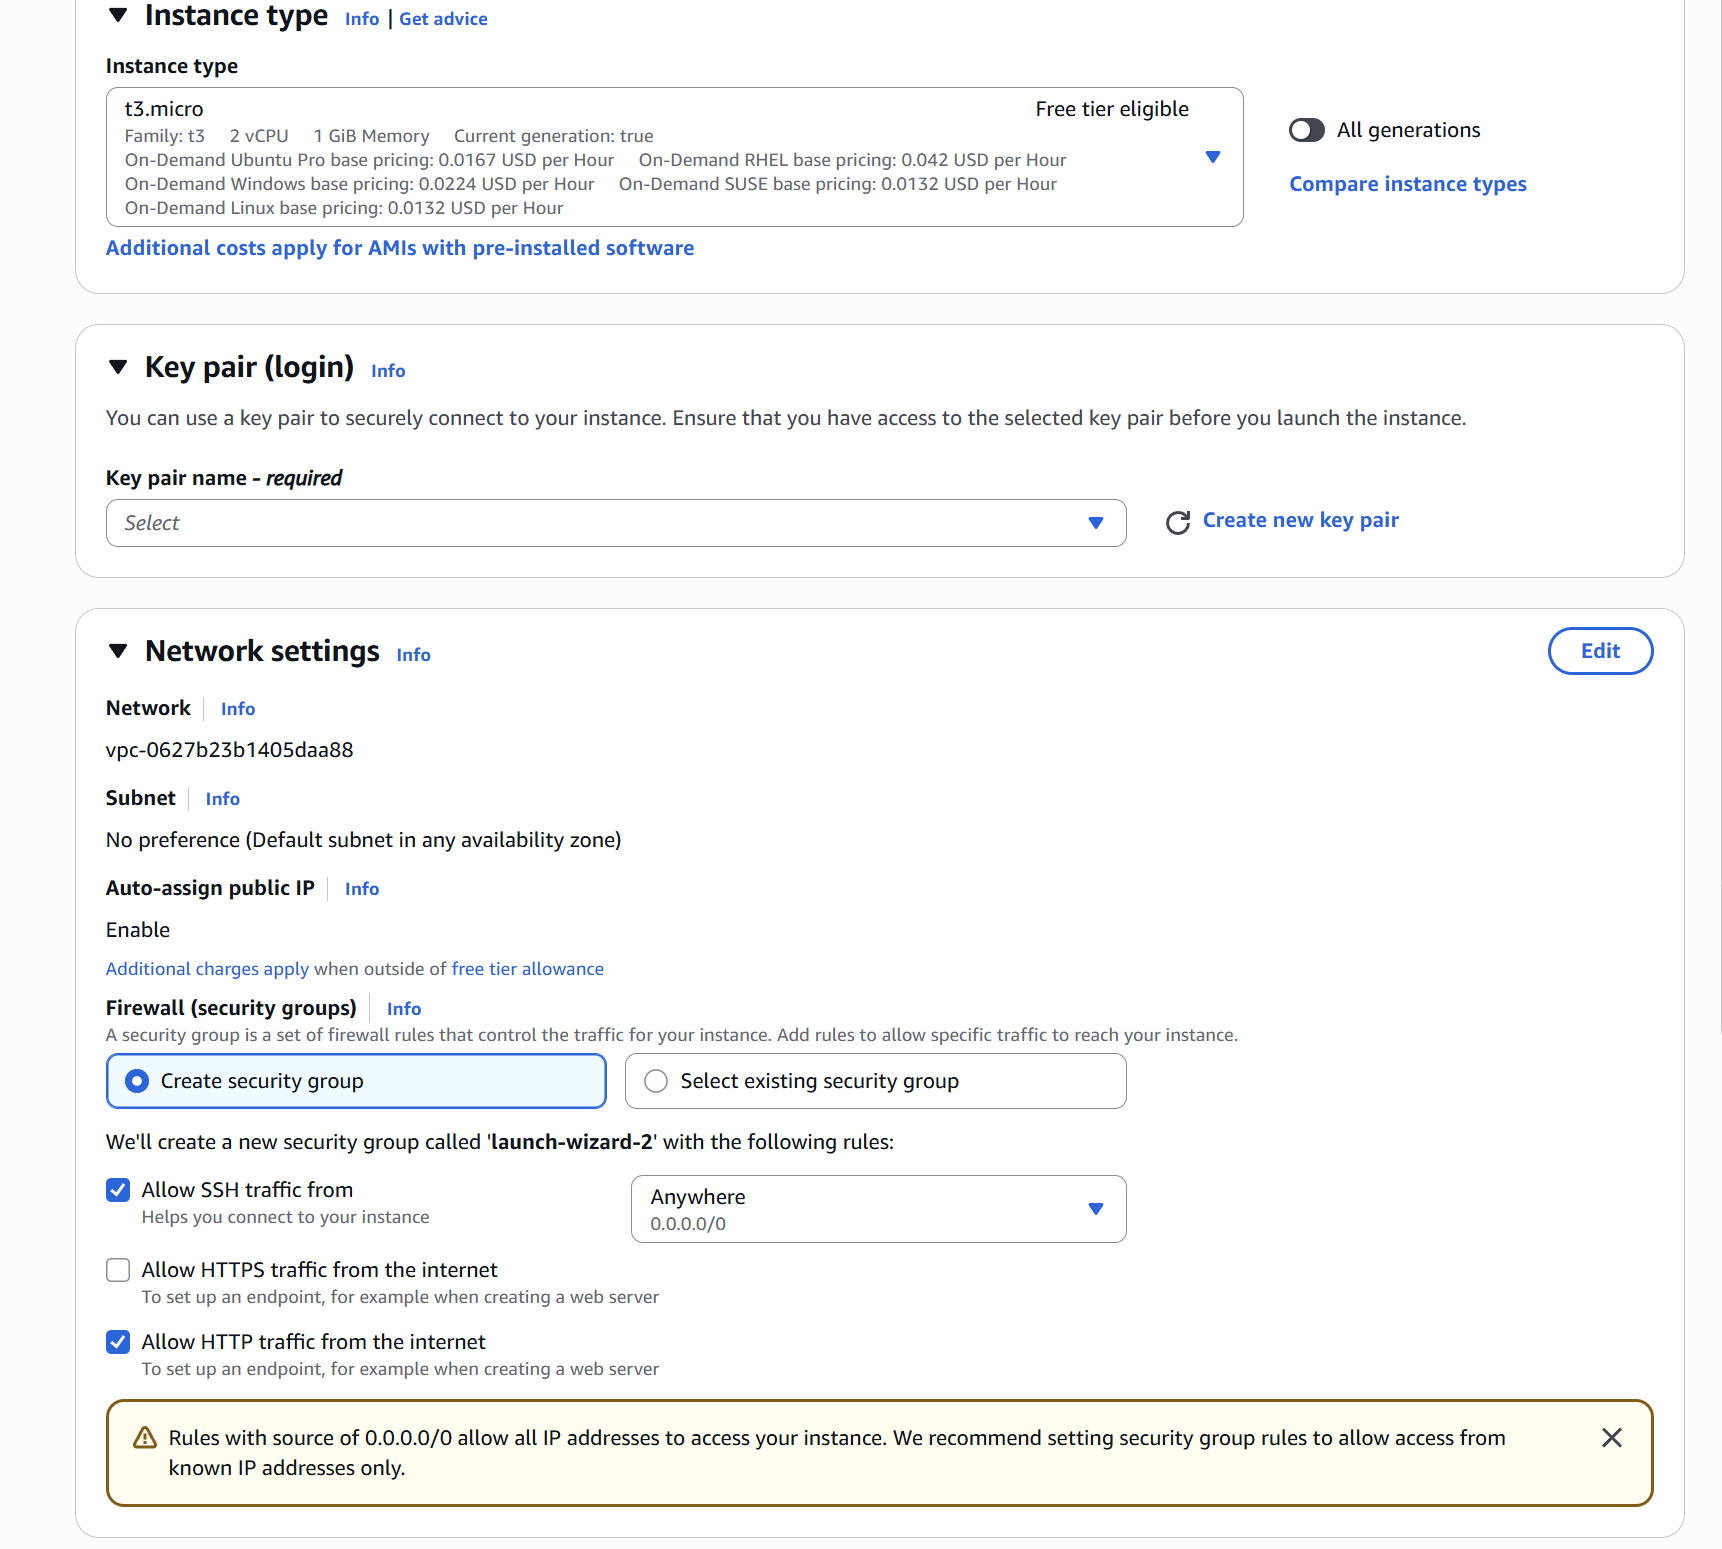 Instance type Info | Get advice
Instance type
t3.micro Free tier eligible
Family: t3 2 vCPU 1 GiB Memory Current generation: true
On-Demand Ubuntu Pro base pricing: 0.0167 USD per Hour On-Demand RHEL base pricing: 0.042 USD per Hour
On-Demand Windows base pricing: 0.0224 USD per Hour On-Demand SUSE base pricing: 0.0132 USD per Hour
On-Demand Linux base pricing: 0.0132 USD per Hour
All generations
Compare instance types
Additional costs apply for AMIs with pre-installed software
Key pair (login) Info
You can use a key pair to securely connect to your instance. Ensure that you have access to the selected key pair before you launch the instance.
Key pair name - required
Select
Create new key pair
Network settings Info
Edit
Network Info
vpc-0627b23b1405daa88
Subnet Info
No preference (Default subnet in any availability zone)
Auto-assign public IP Info
Enable
Additional charges apply when outside of free tier allowance
Firewall (security groups) Info
A security group is a set of firewall rules that control the traffic for your instance. Add rules to allow specific traffic to reach your instance.
Create security group
Select existing security group
We'll create a new security group called 'launch-wizard-2' with the following rules:
Allow SSH traffic from
Helps you connect to your instance
Anywhere
0.0.0.0/0
Allow HTTPS traffic from the internet
To set up an endpoint, for example when creating a web server
Allow HTTP traffic from the internet
To set up an endpoint, for example when creating a web server
Rules with source of 0.0.0.0/0 allow all IP addresses to access your instance. We recommend setting security group rules to allow access from
known IP addresses only.